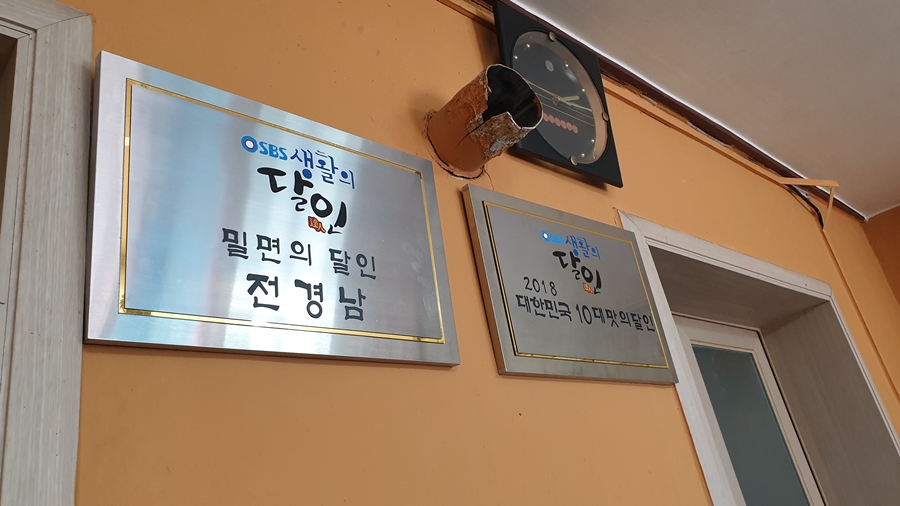 SBS 생활의
달인
밀면의 달인
전경남
SBS 생활의
달인
2018
대한민국 10대맛의달인